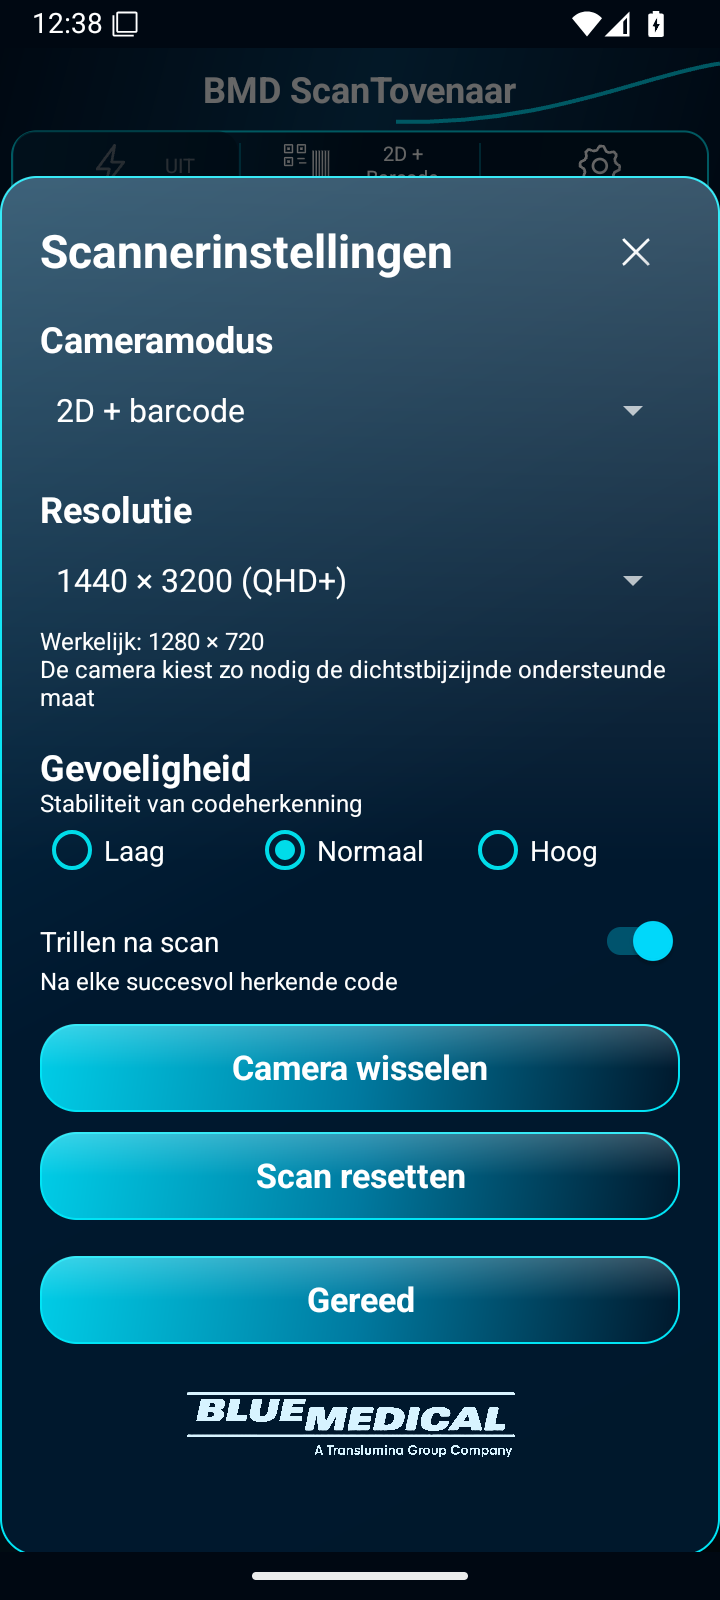 12:38
BMD ScanTovenaar
UIT
2D +
Barcode
Scannerinstellingen
Cameramodus
2D + barcode
Resolutie
1440 × 3200 (QHD+)
Werkelijk: 1280 × 720
De camera kiest zo nodig de dichtstbijzijnde ondersteunde
maat
Gevoeligheid
Stabiliteit van codeherkenning
Laag Normaal Hoog
Trillen na scan
Na elke succesvol herkende code
Camera wisselen
Scan resetten
Gereed
BLUEMEDICAL
A Translumina Group Company